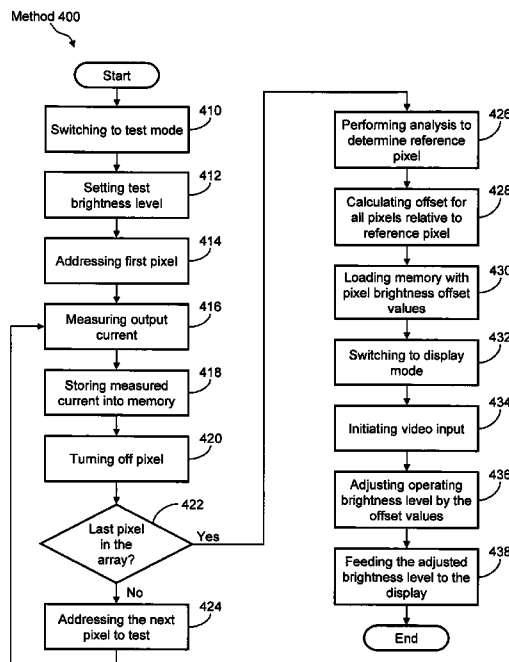 Method 400
Start
Switching to test mode
410
Setting test
brightness level
412
Addressing first pixel
414
Measuring output
current
416
Storing measured
current into memory
418
Turning off pixel
420
Last pixel
in the
array?
422
Yes
No
Addressing the next
pixel to test
424
Performing analysis to
determine reference
pixel
426
Calculating offset for
all pixels relative to
reference pixel
428
Loading memory with
pixel brightness offset
values
430
Switching to display
mode
432
Initiating video input
434
Adjusting operating
brightness level by the
offset values
436
Feeding the adjusted
brightness level to the
display
438
End